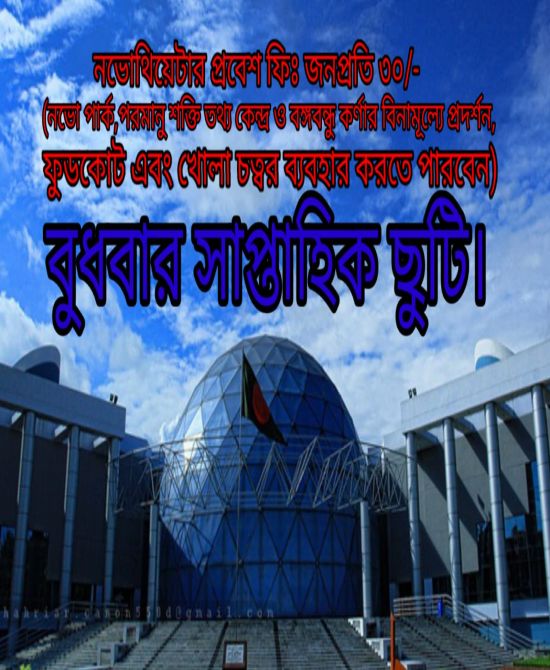 নভোথিয়েটার প্রবেশ ফিঃ জনপ্রতি ৩০/-
(নভো পার্ক,পরমানু শক্তি তথ্য কেন্দ্র ও বঙ্গবন্ধু কর্ণার বিনামূল্যে প্রদর্শন,
ফুডকোট এবং খোলা চত্বর ব্যবহার করতে পারবেন)
বুধবার সাপ্তাহিক ছুটি।
hahriar.canon550d@gmail.com